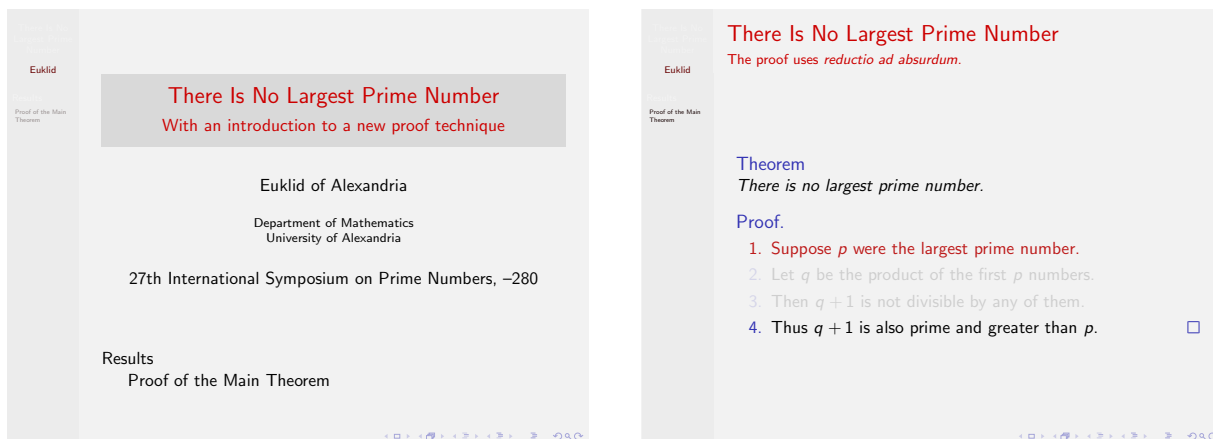 Euklid
Proof of the Main
Theorem
There Is No Largest Prime Number
With an introduction to a new proof technique
Euklid of Alexandria
Department of Mathematics
University of Alexandria
27th International Symposium on Prime Numbers, –280
Results
Proof of the Main Theorem
Euklid
Proof of the Main
Theorem
There Is No Largest Prime Number
The proof uses reductio ad absurdum.
Theorem
There is no largest prime number.
Proof.
1. Suppose p were the largest prime number.
2. Let q be the product of the first p numbers.
3. Then q + 1 is not divisible by any of them.
4. Thus q + 1 is also prime and greater than p. □